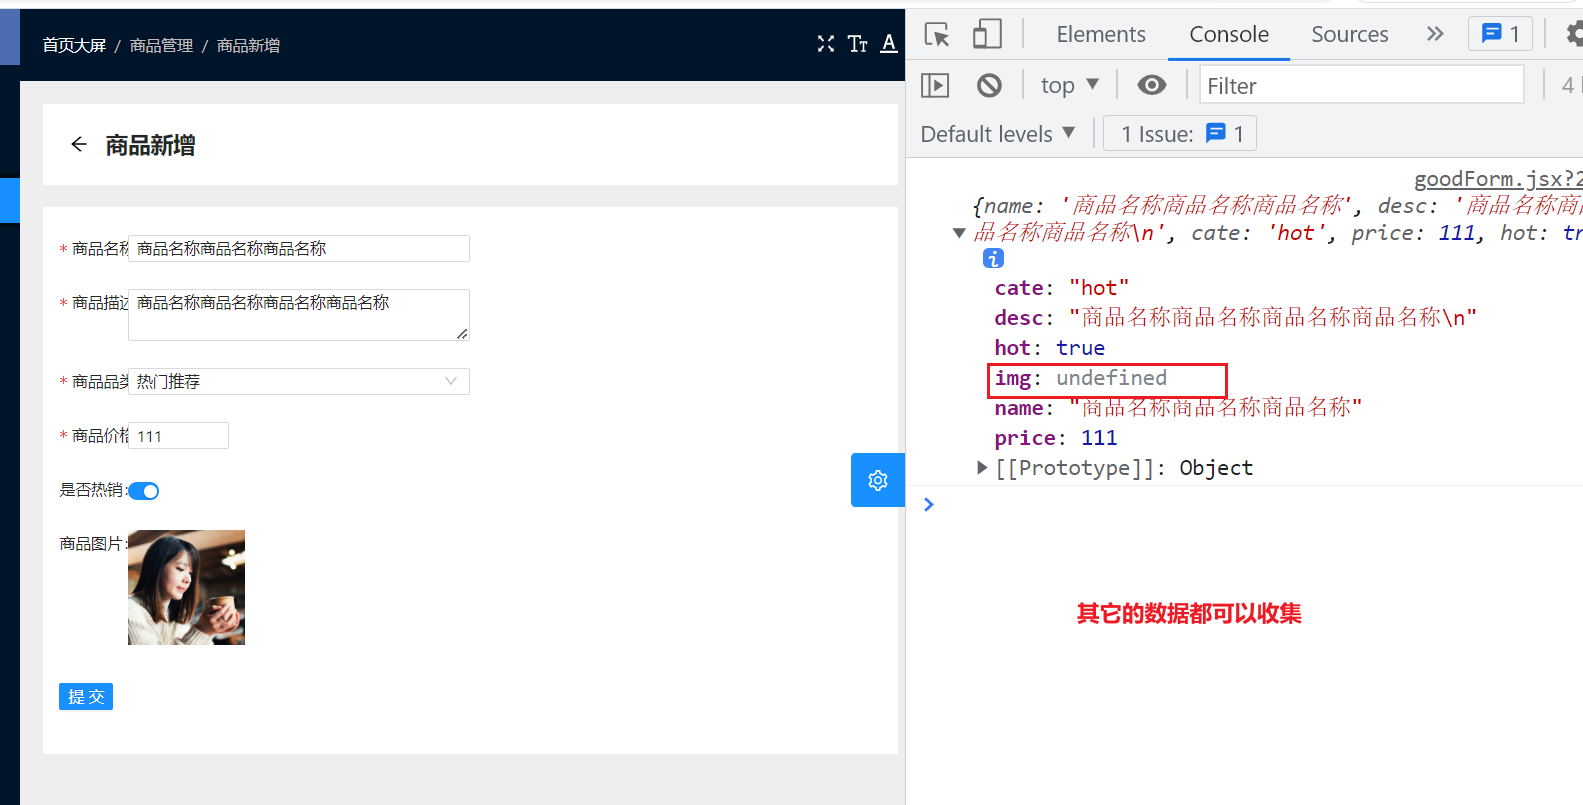 首页大屏 / 商品管理 / 商品新增
商品新增
* 商品名称
商品名称商品名称商品名称
* 商品描述
商品名称商品名称商品名称商品名称
* 商品品类
热门推荐
* 商品价格
111
是否热销:
商品图片:
提 交
Elements
Console
Sources
1
top
Filter
4
Default levels
1 Issue:
1
goodForm.jsx?2
{name: '商品名称商品名称商品名称', desc: '商品名称商
品名称商品名称\n', cate: 'hot', price: 111, hot: tr
cate: "hot"
desc: "商品名称商品名称商品名称商品名称\n"
hot: true
img: undefined
name: "商品名称商品名称商品名称"
price: 111
[[Prototype]]: Object
其它的数据都可以收集